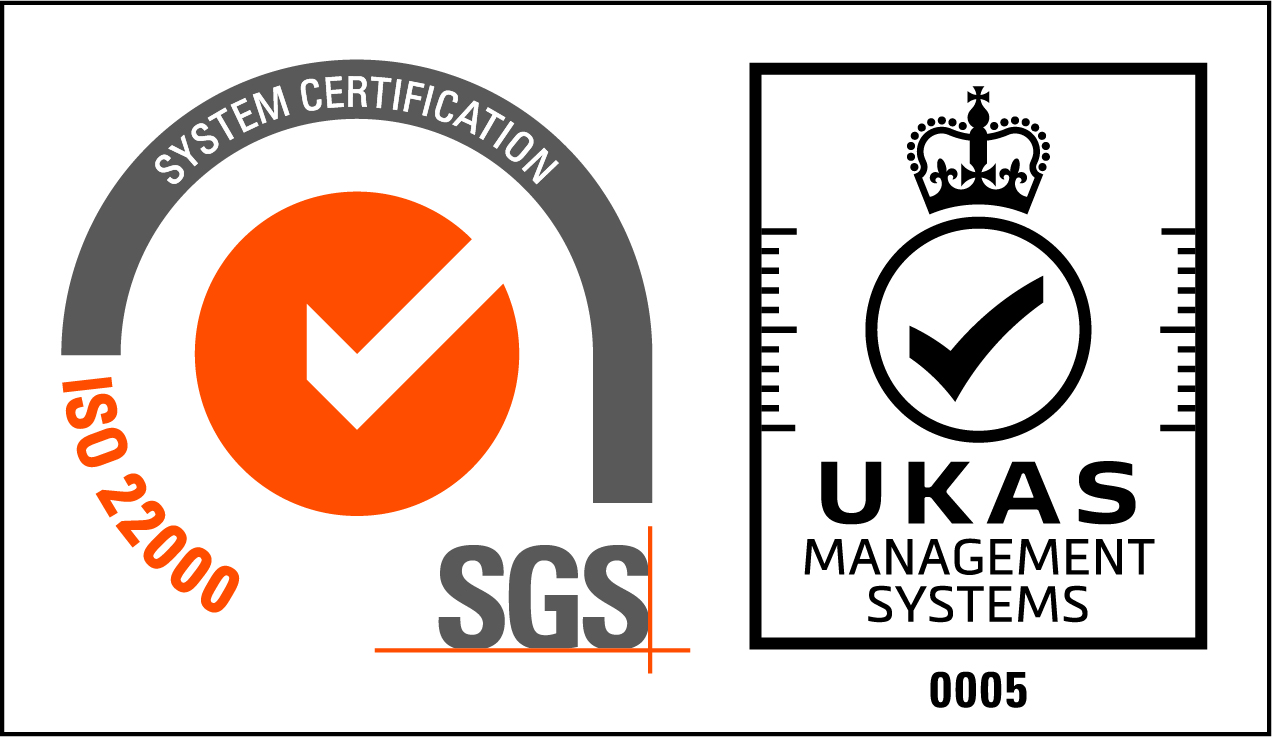 SYSTEM CERTIFICATION
ISO 22000
SGS
UKAS
MANAGEMENT
SYSTEMS
0005